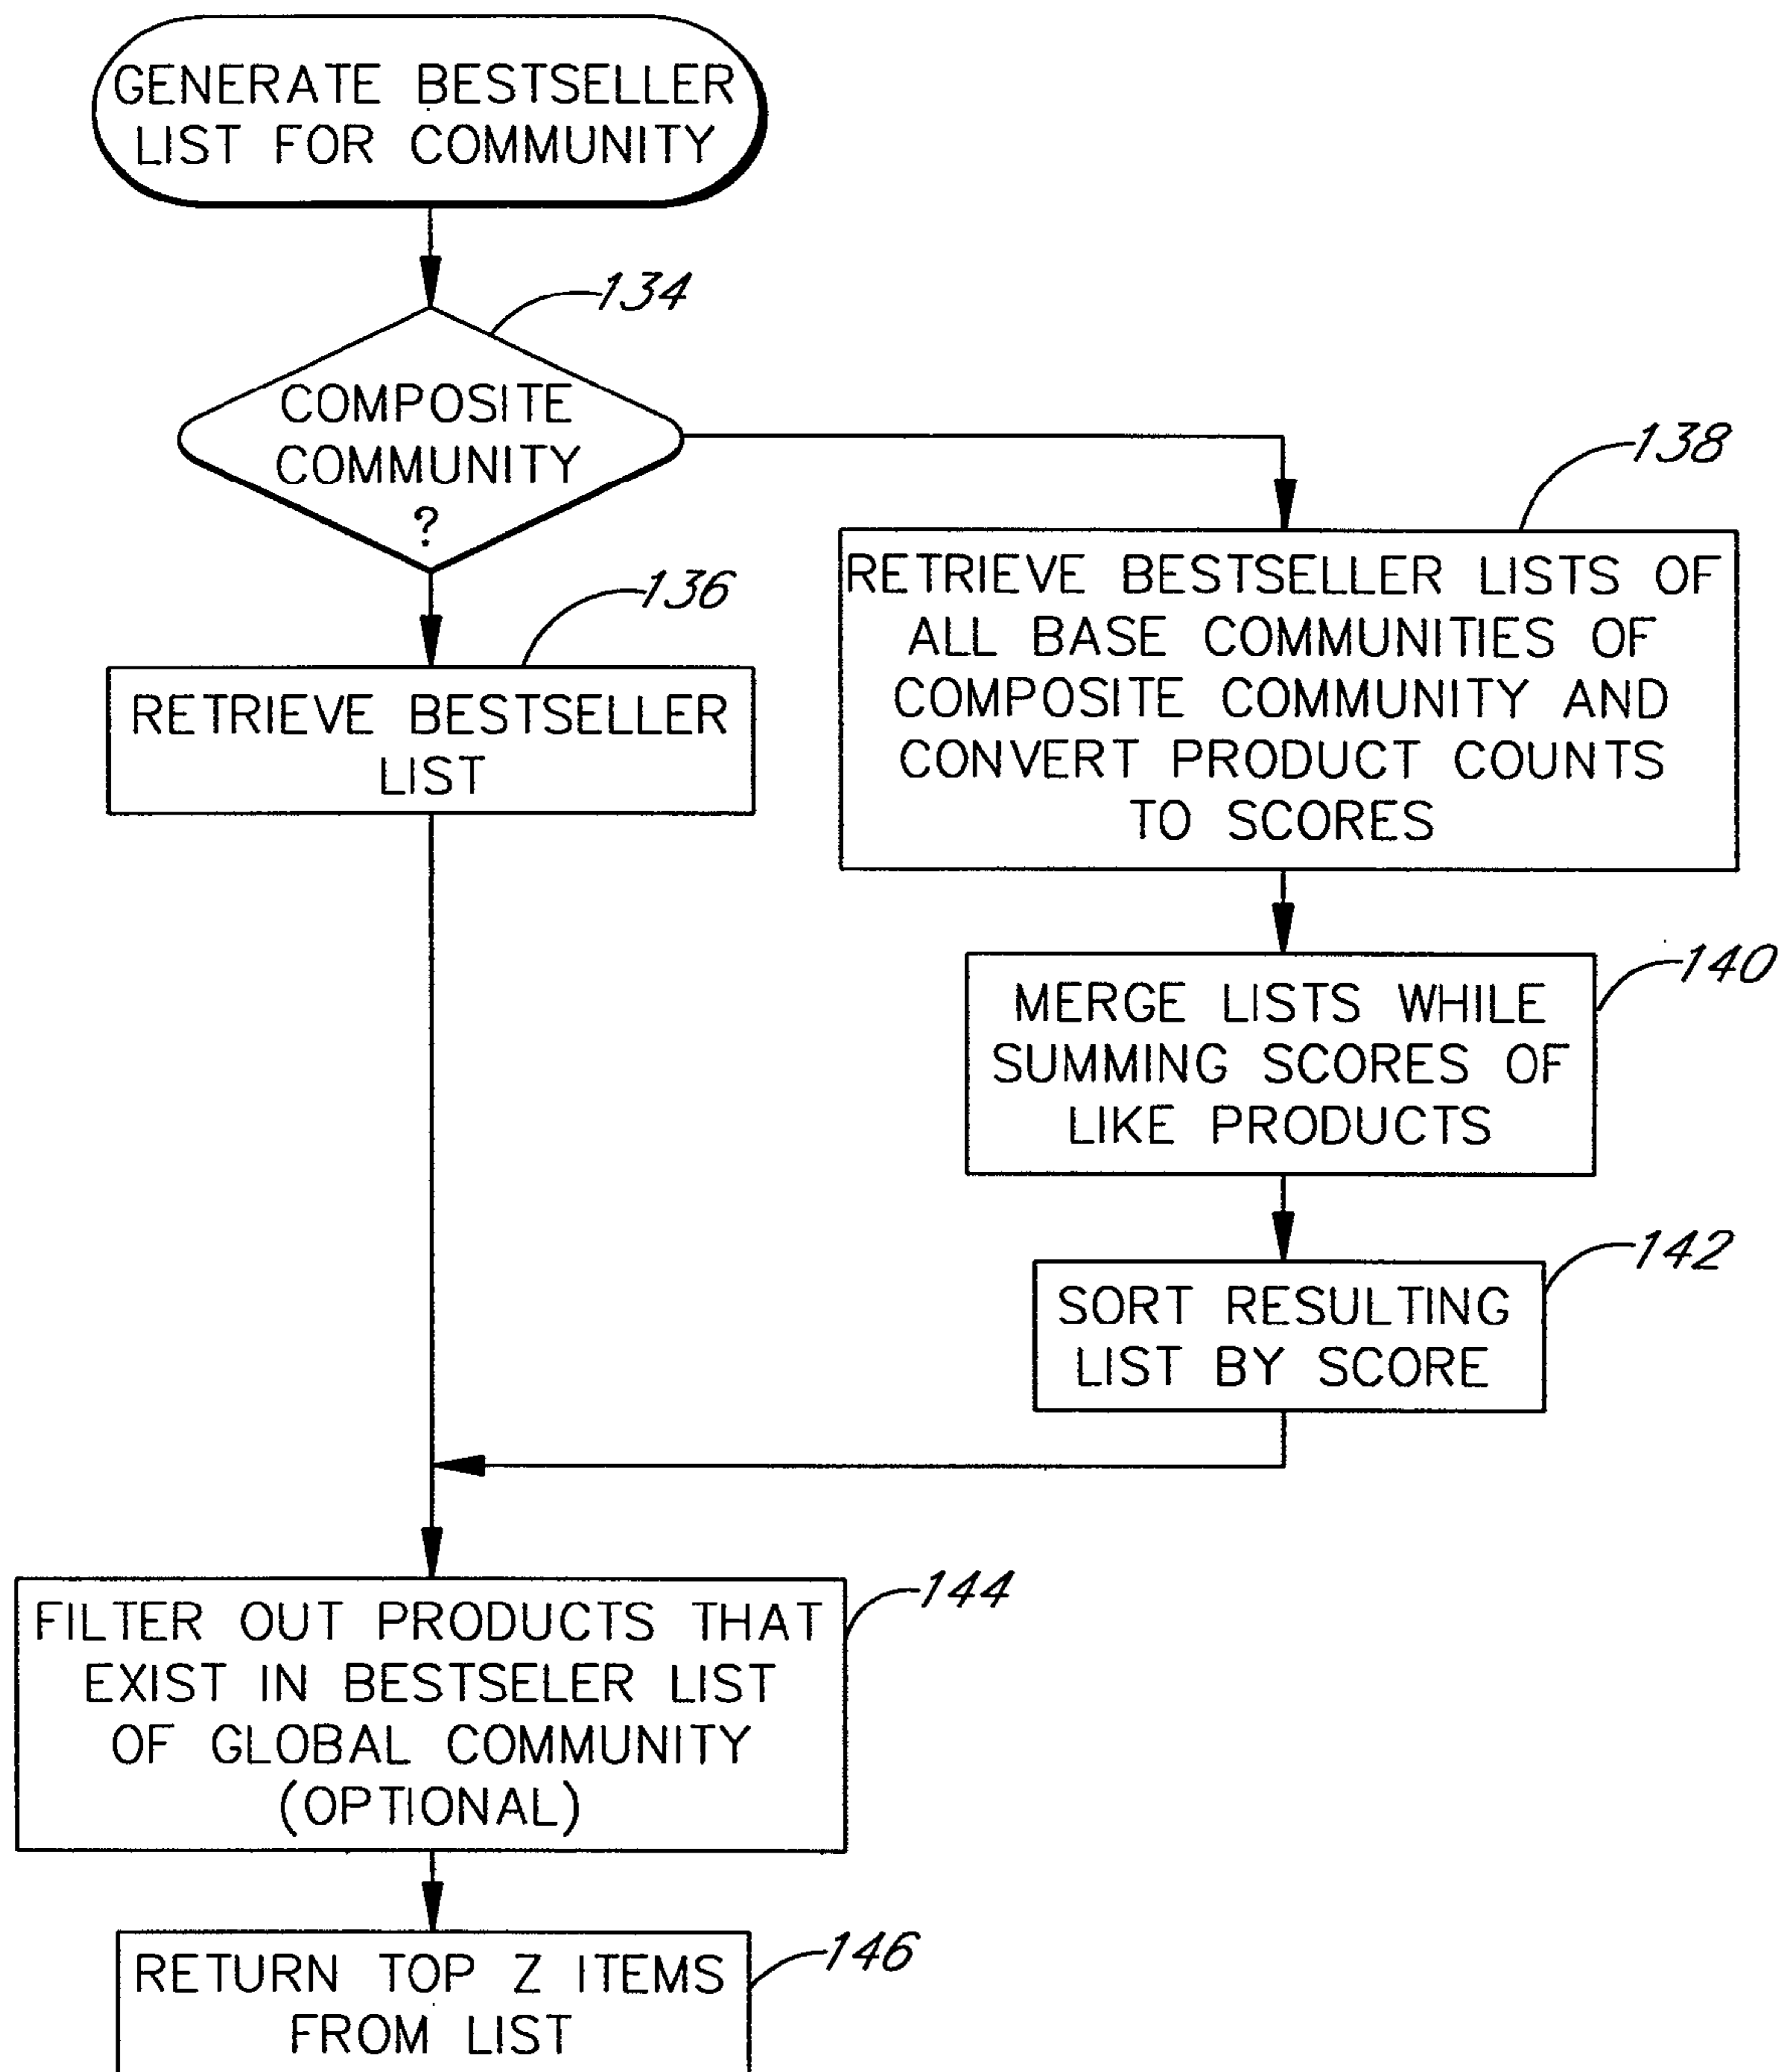 GENERATE BESTSELLER
LIST FOR COMMUNITY
134
COMPOSITE
COMMUNITY
?
136
RETRIEVE BESTSELLER
LIST
138
RETRIEVE BESTSELLER LISTS OF
ALL BASE COMMUNITIES OF
COMPOSITE COMMUNITY AND
CONVERT PRODUCT COUNTS
TO SCORES
140
MERGE LISTS WHILE
SUMMING SCORES OF
LIKE PRODUCTS
142
SORT RESULTING
LIST BY SCORE
144
FILTER OUT PRODUCTS THAT
EXIST IN BESTSELER LIST
OF GLOBAL COMMUNITY
(OPTIONAL)
146
RETURN TOP Z ITEMS
FROM LIST